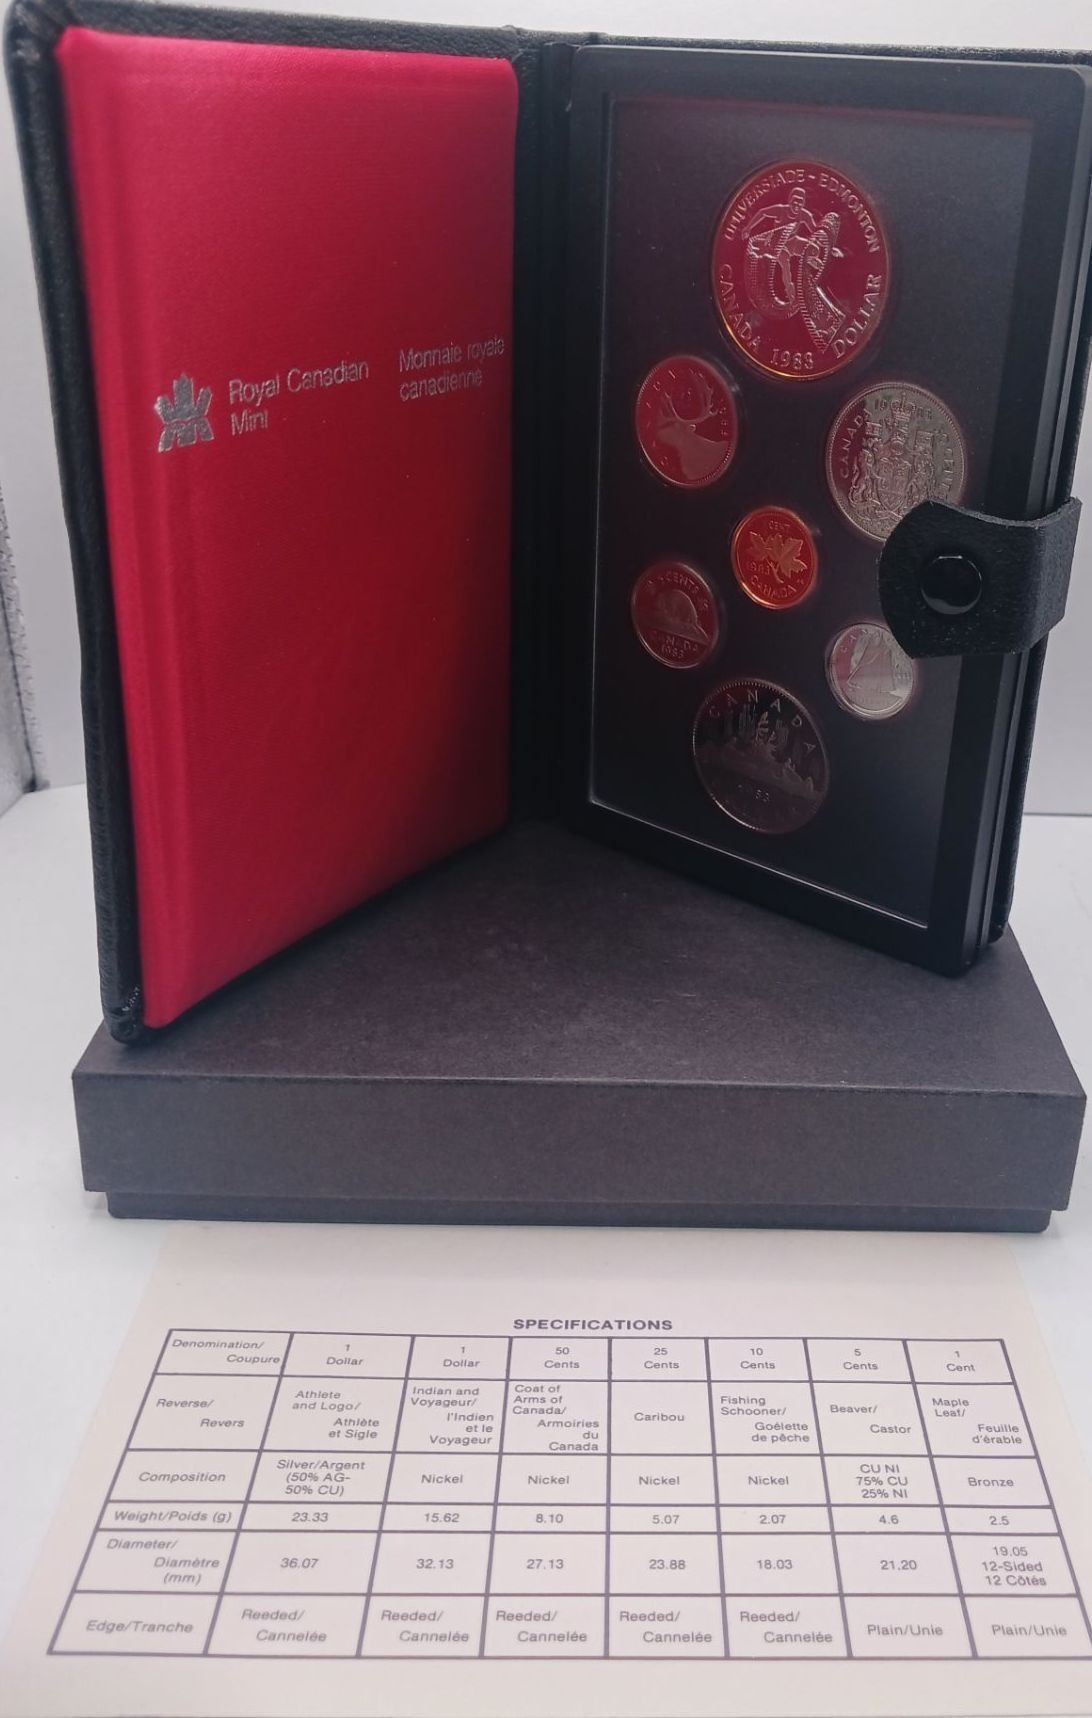 Royal Canadian
Mint
Monnaie royale
canadienne
UNIVERSIADE - EDMONTON
CANADA 1983 DOLLAR
CANADA
1 CENT
1983
CANADA
5 CENTS
CANADA
1983
CANADA
SPECIFICATIONS
Denomination/ Coupure 1 Dollar 1 Dollar 50 Cents 25 Cents 10 Cents 5 Cents 1 Cent
Reverse/ Revers Athlete and Logo/ Athlète et Sigle Indian and Voyageur/ l'Indien et le Voyageur Coat of Arms of Canada/ Armoiries du Canada Caribou Fishing Schooner/ Goélette de pêche Beaver/ Castor Maple Leaf/ Feuille d'érable
Composition Silver/Argent (50% AG- 50% CU) Nickel Nickel Nickel Nickel CU NI 75% CU 25% NI Bronze
Weight/Poids (g) 23.33 15.62 8.10 5.07 2.07 4.6 2.5
Diameter/ Diamètre (mm) 36.07 32.13 27.13 23.88 18.03 21,20 19.05 12-Sided 12 Côtés
Edge/Tranche Reeded/ Cannelée Reeded/ Cannelée Reeded/ Cannelée Reeded/ Cannelée Reeded/ Cannelée Plain/Unie Plain/Unie